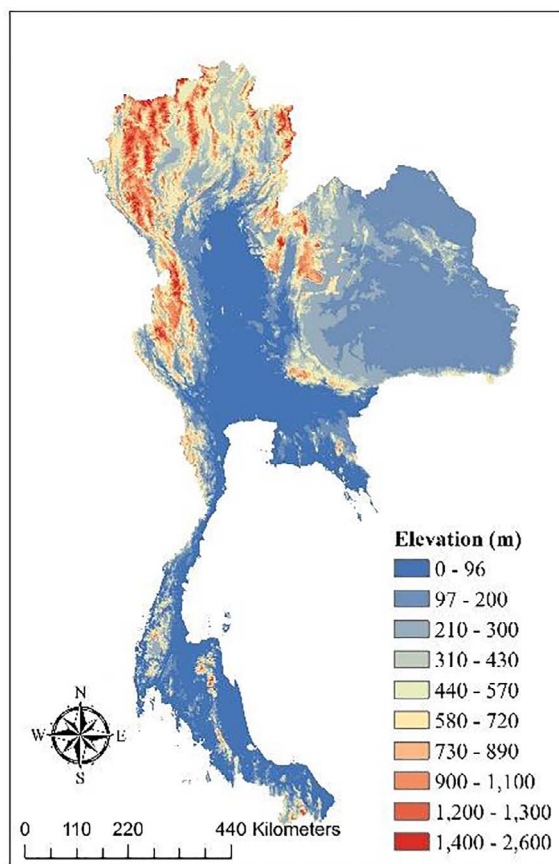 Elevation (m)
0 - 96
97 - 200
210 - 300
310 - 430
440 - 570
580 - 720
730 - 890
900 - 1,100
1,200 - 1,300
1,400 - 2,600
N
W E
S
0 110 220 440 Kilometers